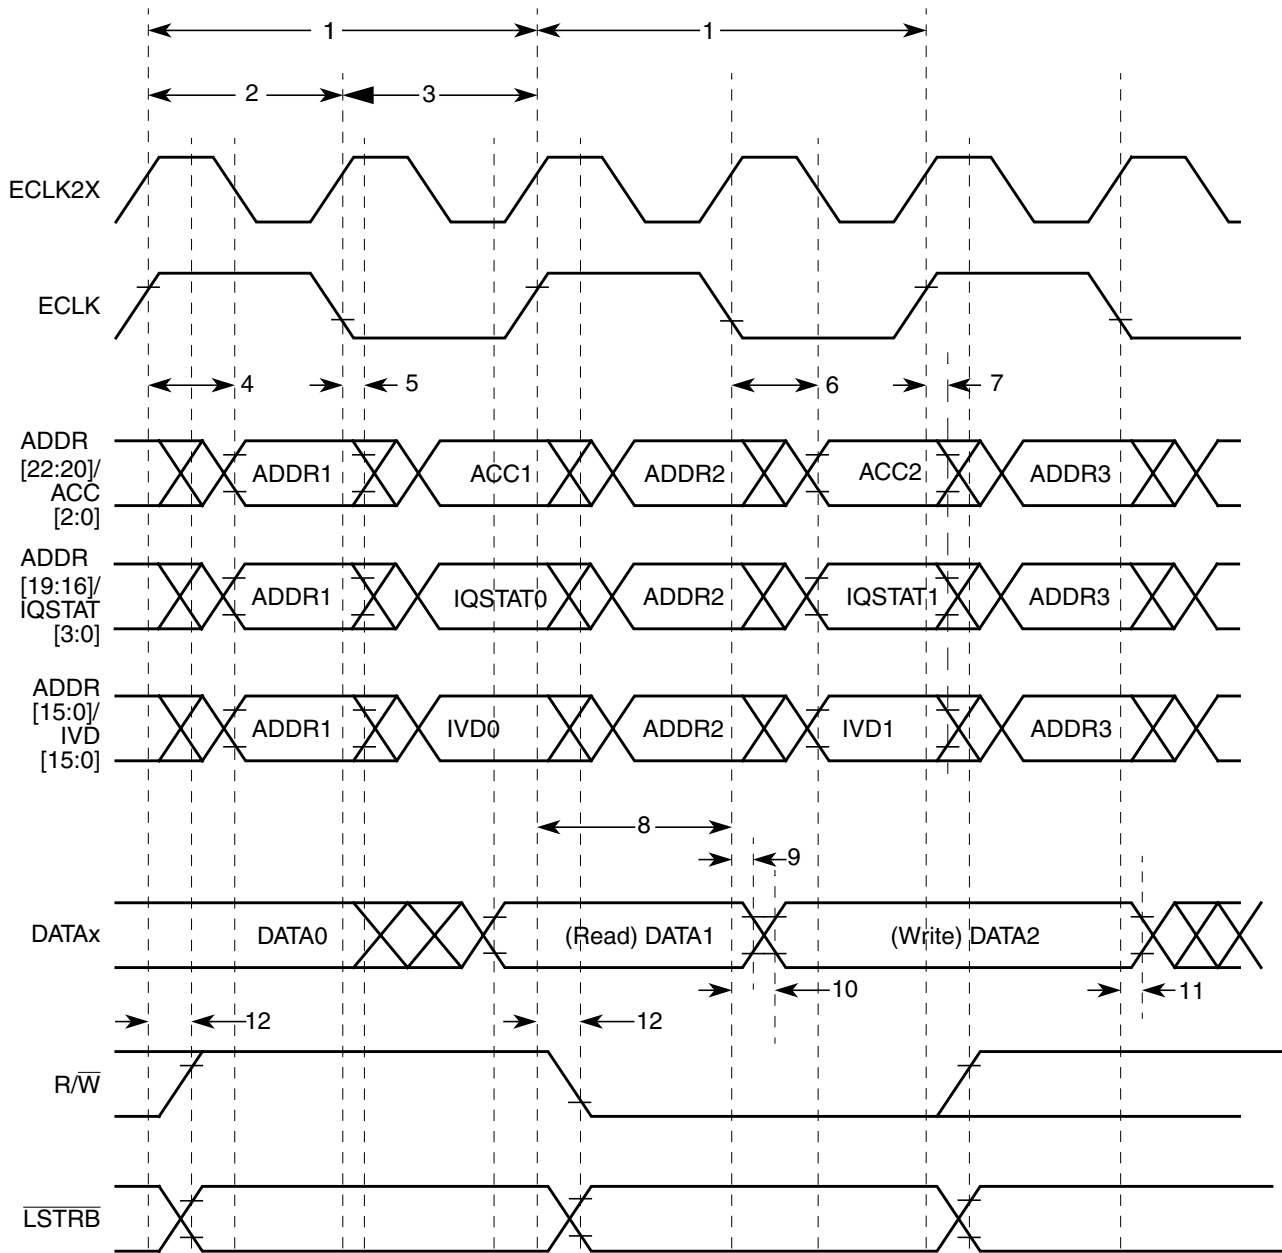 1 1
2 3
ECLK2X
ECLK
4 5 6 7
ADDR
[22:20]/
ACC
[2:0]
ADDR1 ACC1 ADDR2 ACC2 ADDR3
ADDR
[19:16]/
IQSTAT
[3:0]
ADDR1 IQSTAT0 ADDR2 IQSTAT1 ADDR3
ADDR
[15:0]/
IVD
[15:0]
ADDR1 IVD0 ADDR2 IVD1 ADDR3
8
9
DATAx DATA0 (Read) DATA1 (Write) DATA2
10 11
12 12
R/W̅
L̅S̅T̅R̅B̅